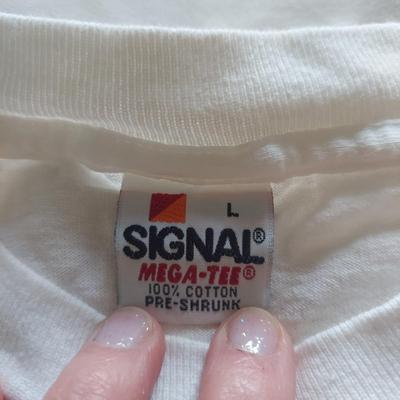 L
SIGNAL®
MEGA-TEE®
100% COTTON
PRE-SHRUNK